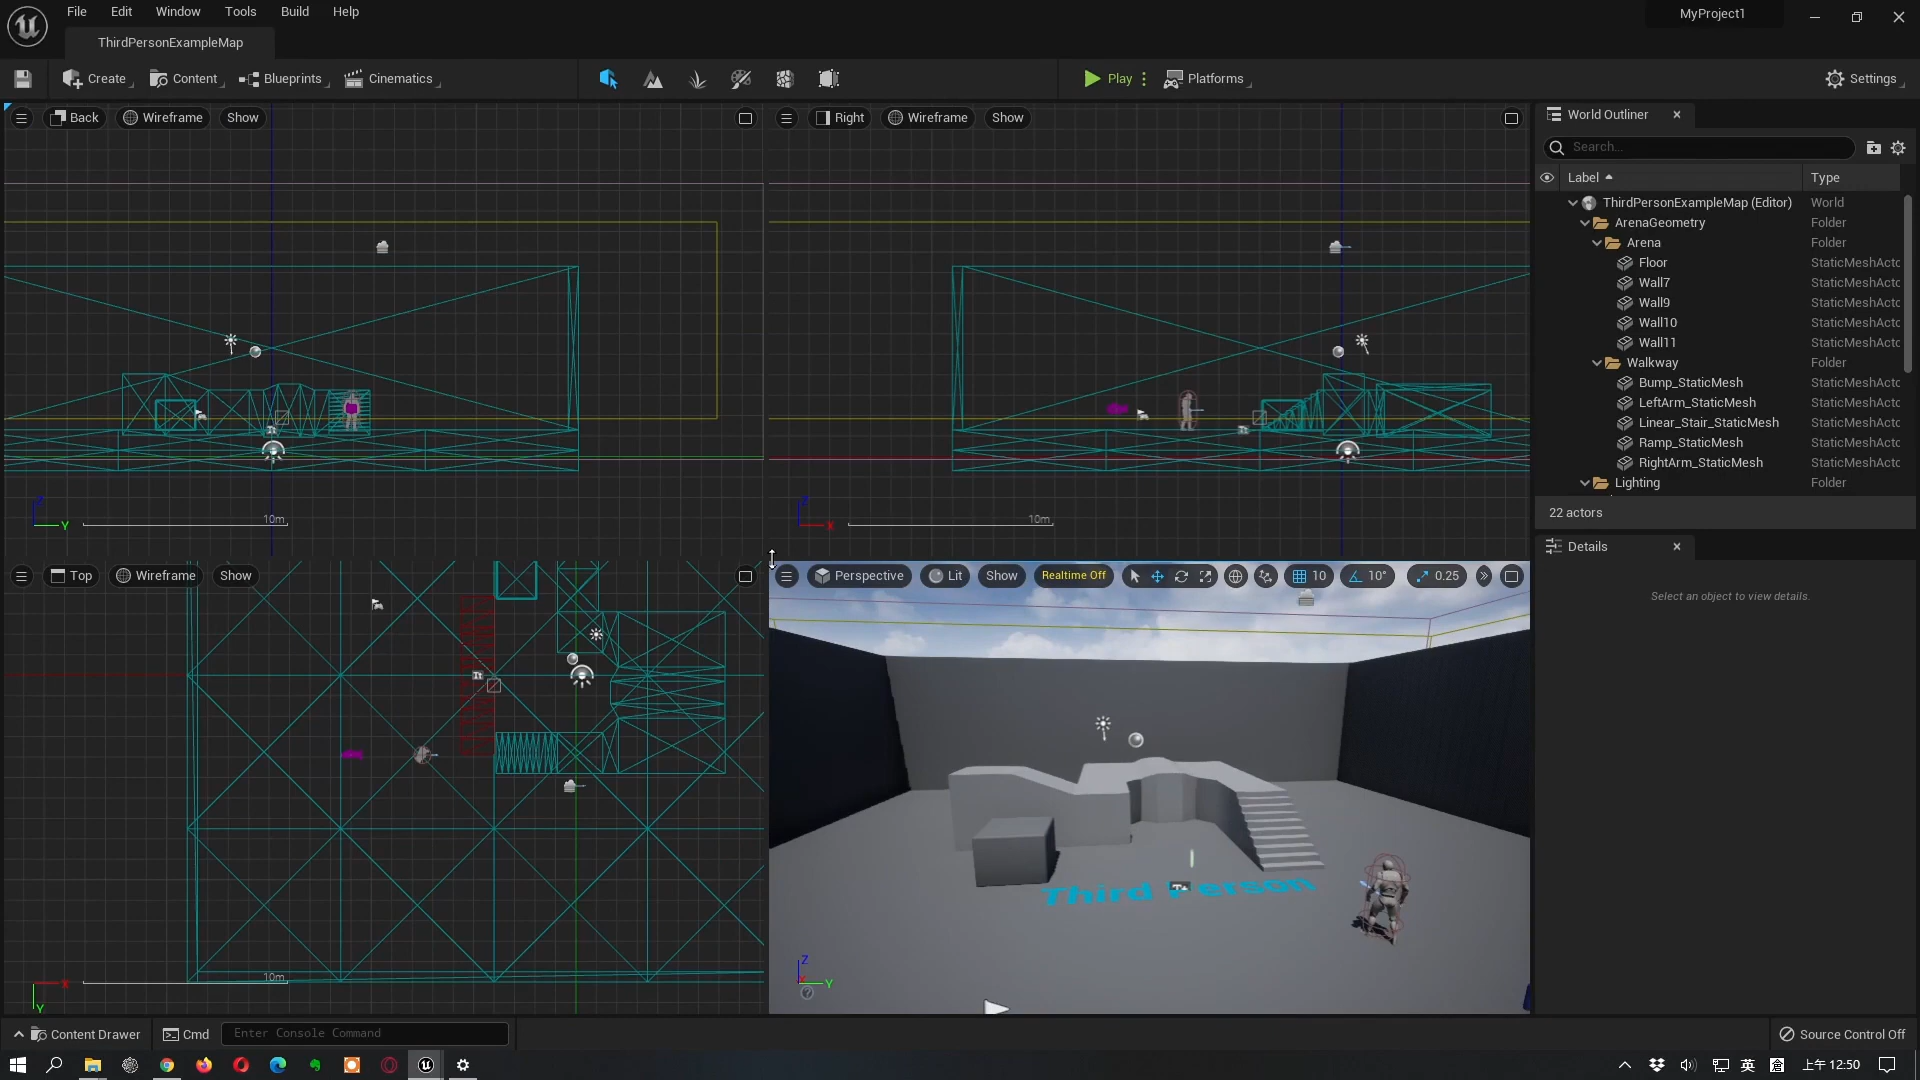 File Edit Window Tools Build Help
MyProject1
ThirdPersonExampleMap
Create Content Blueprints Cinematics Play Platforms Settings
Back Wireframe Show
Right Wireframe Show
10m
Z
Y
10m
Z
X
Top Wireframe Show
10m
X
Y
Perspective Lit Show Realtime Off 10 10° 0.25
Third Person
Z
Y
World Outliner
Search...
Label Type
ThirdPersonExampleMap (Editor) World
ArenaGeometry Folder
Arena Folder
Floor StaticMeshActo
Wall7 StaticMeshActo
Wall9 StaticMeshActo
Wall10 StaticMeshActo
Wall11 StaticMeshActo
Walkway Folder
Bump_StaticMesh StaticMeshActo
LeftArm_StaticMesh StaticMeshActo
Linear_Stair_StaticMesh StaticMeshActo
Ramp_StaticMesh StaticMeshActo
RightArm_StaticMesh StaticMeshActo
Lighting Folder
22 actors
Details
Select an object to view details.
Content Drawer Cmd Enter Console Command Source Control Off
英 上午 12:50